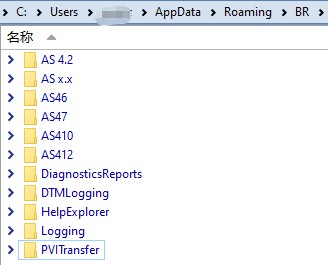 C: Users AppData Roaming BR
名称
AS 4.2
AS x.x
AS46
AS47
AS410
AS412
DiagnosticsReports
DTMLogging
HelpExplorer
Logging
PVITransfer